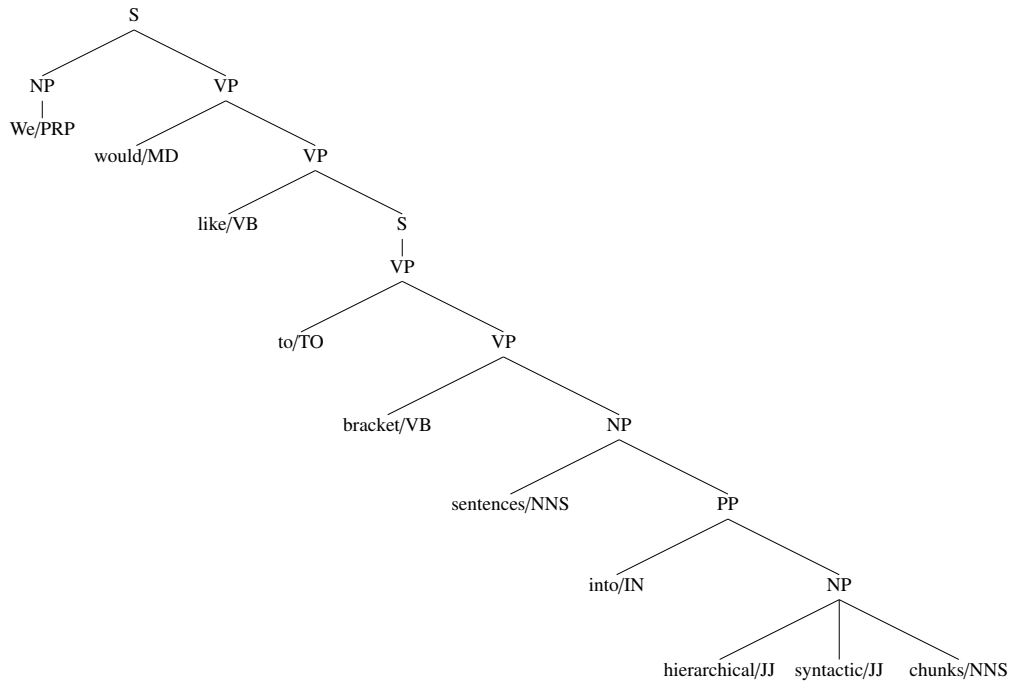 S
NP VP
We/PRP
would/MD VP
like/VB S
VP
to/TO VP
bracket/VB NP
sentences/NNS PP
into/IN NP
hierarchical/JJ syntactic/JJ chunks/NNS